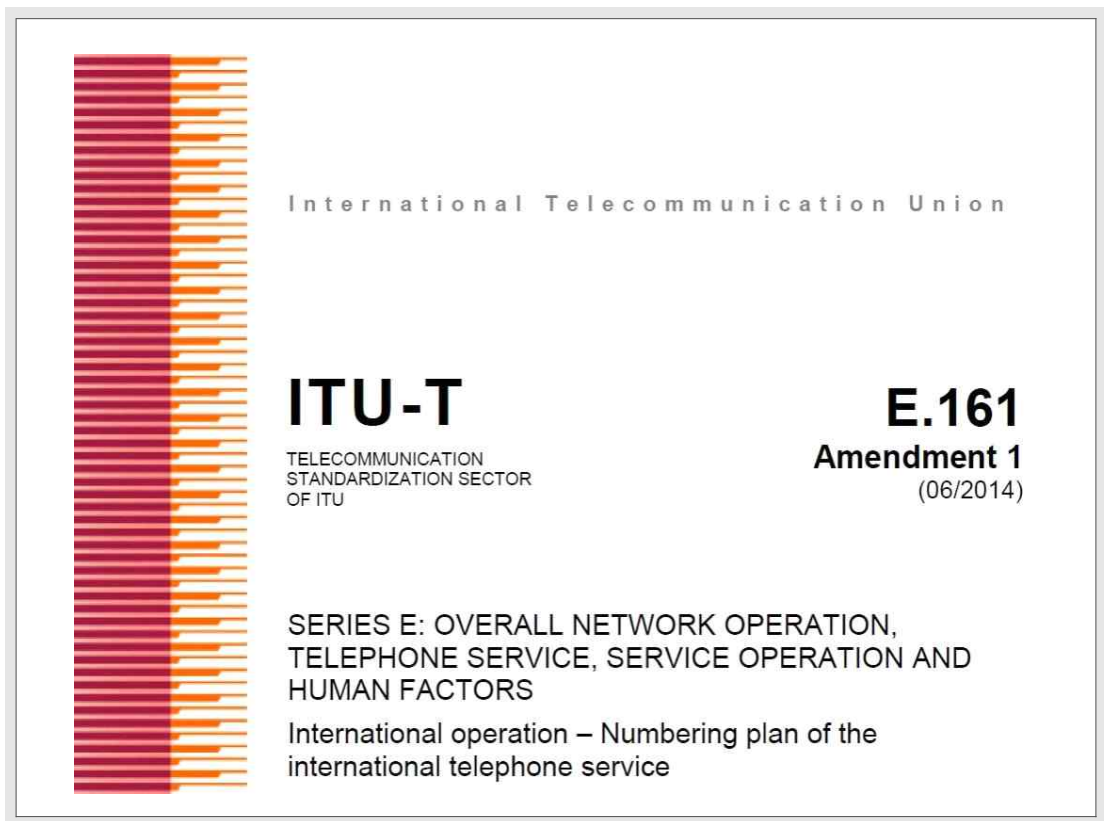 International Telecommunication Union
ITU-T
E.161
TELECOMMUNICATION
STANDARDIZATION SECTOR
OF ITU
Amendment 1
(06/2014)
SERIES E: OVERALL NETWORK OPERATION,
TELEPHONE SERVICE, SERVICE OPERATION AND
HUMAN FACTORS
International operation – Numbering plan of the
international telephone service